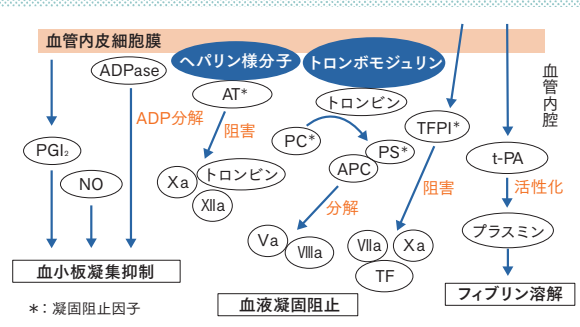 血管内皮細胞膜
ADPase
ヘパリン様分子
トロンボモジュリン
AT*
トロンビン
ADP分解
阻害
PGI₂
NO
Xa
トロンビン
XIIa
PC*
PS*
APC
TFPI*
血管内腔
t-PA
分解
阻害
活性化
Va
VIIIa
VIIa
Xa
TF
プラスミン
血小板凝集抑制
血液凝固阻止
フィブリン溶解
*：凝固阻止因子